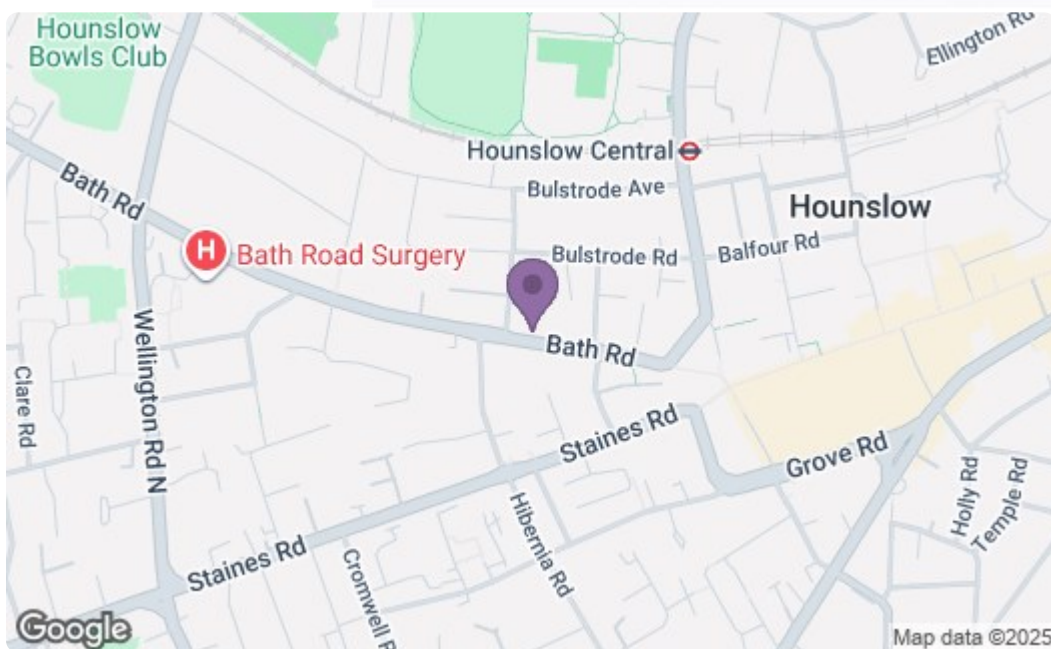 Hounslow
Bowls Club
Ellington Rd
Hounslow Central
Bath Rd
Bulstrode Ave
Hounslow
H
Bath Road Surgery
Bulstrode Rd
Balfour Rd
Bath Rd
Wellington Rd N
Clare Rd
Staines Rd
Grove Rd
Holly Rd
Temple Rd
Hibernia Rd
Staines Rd
Cromwell R
Google
Map data ©2025